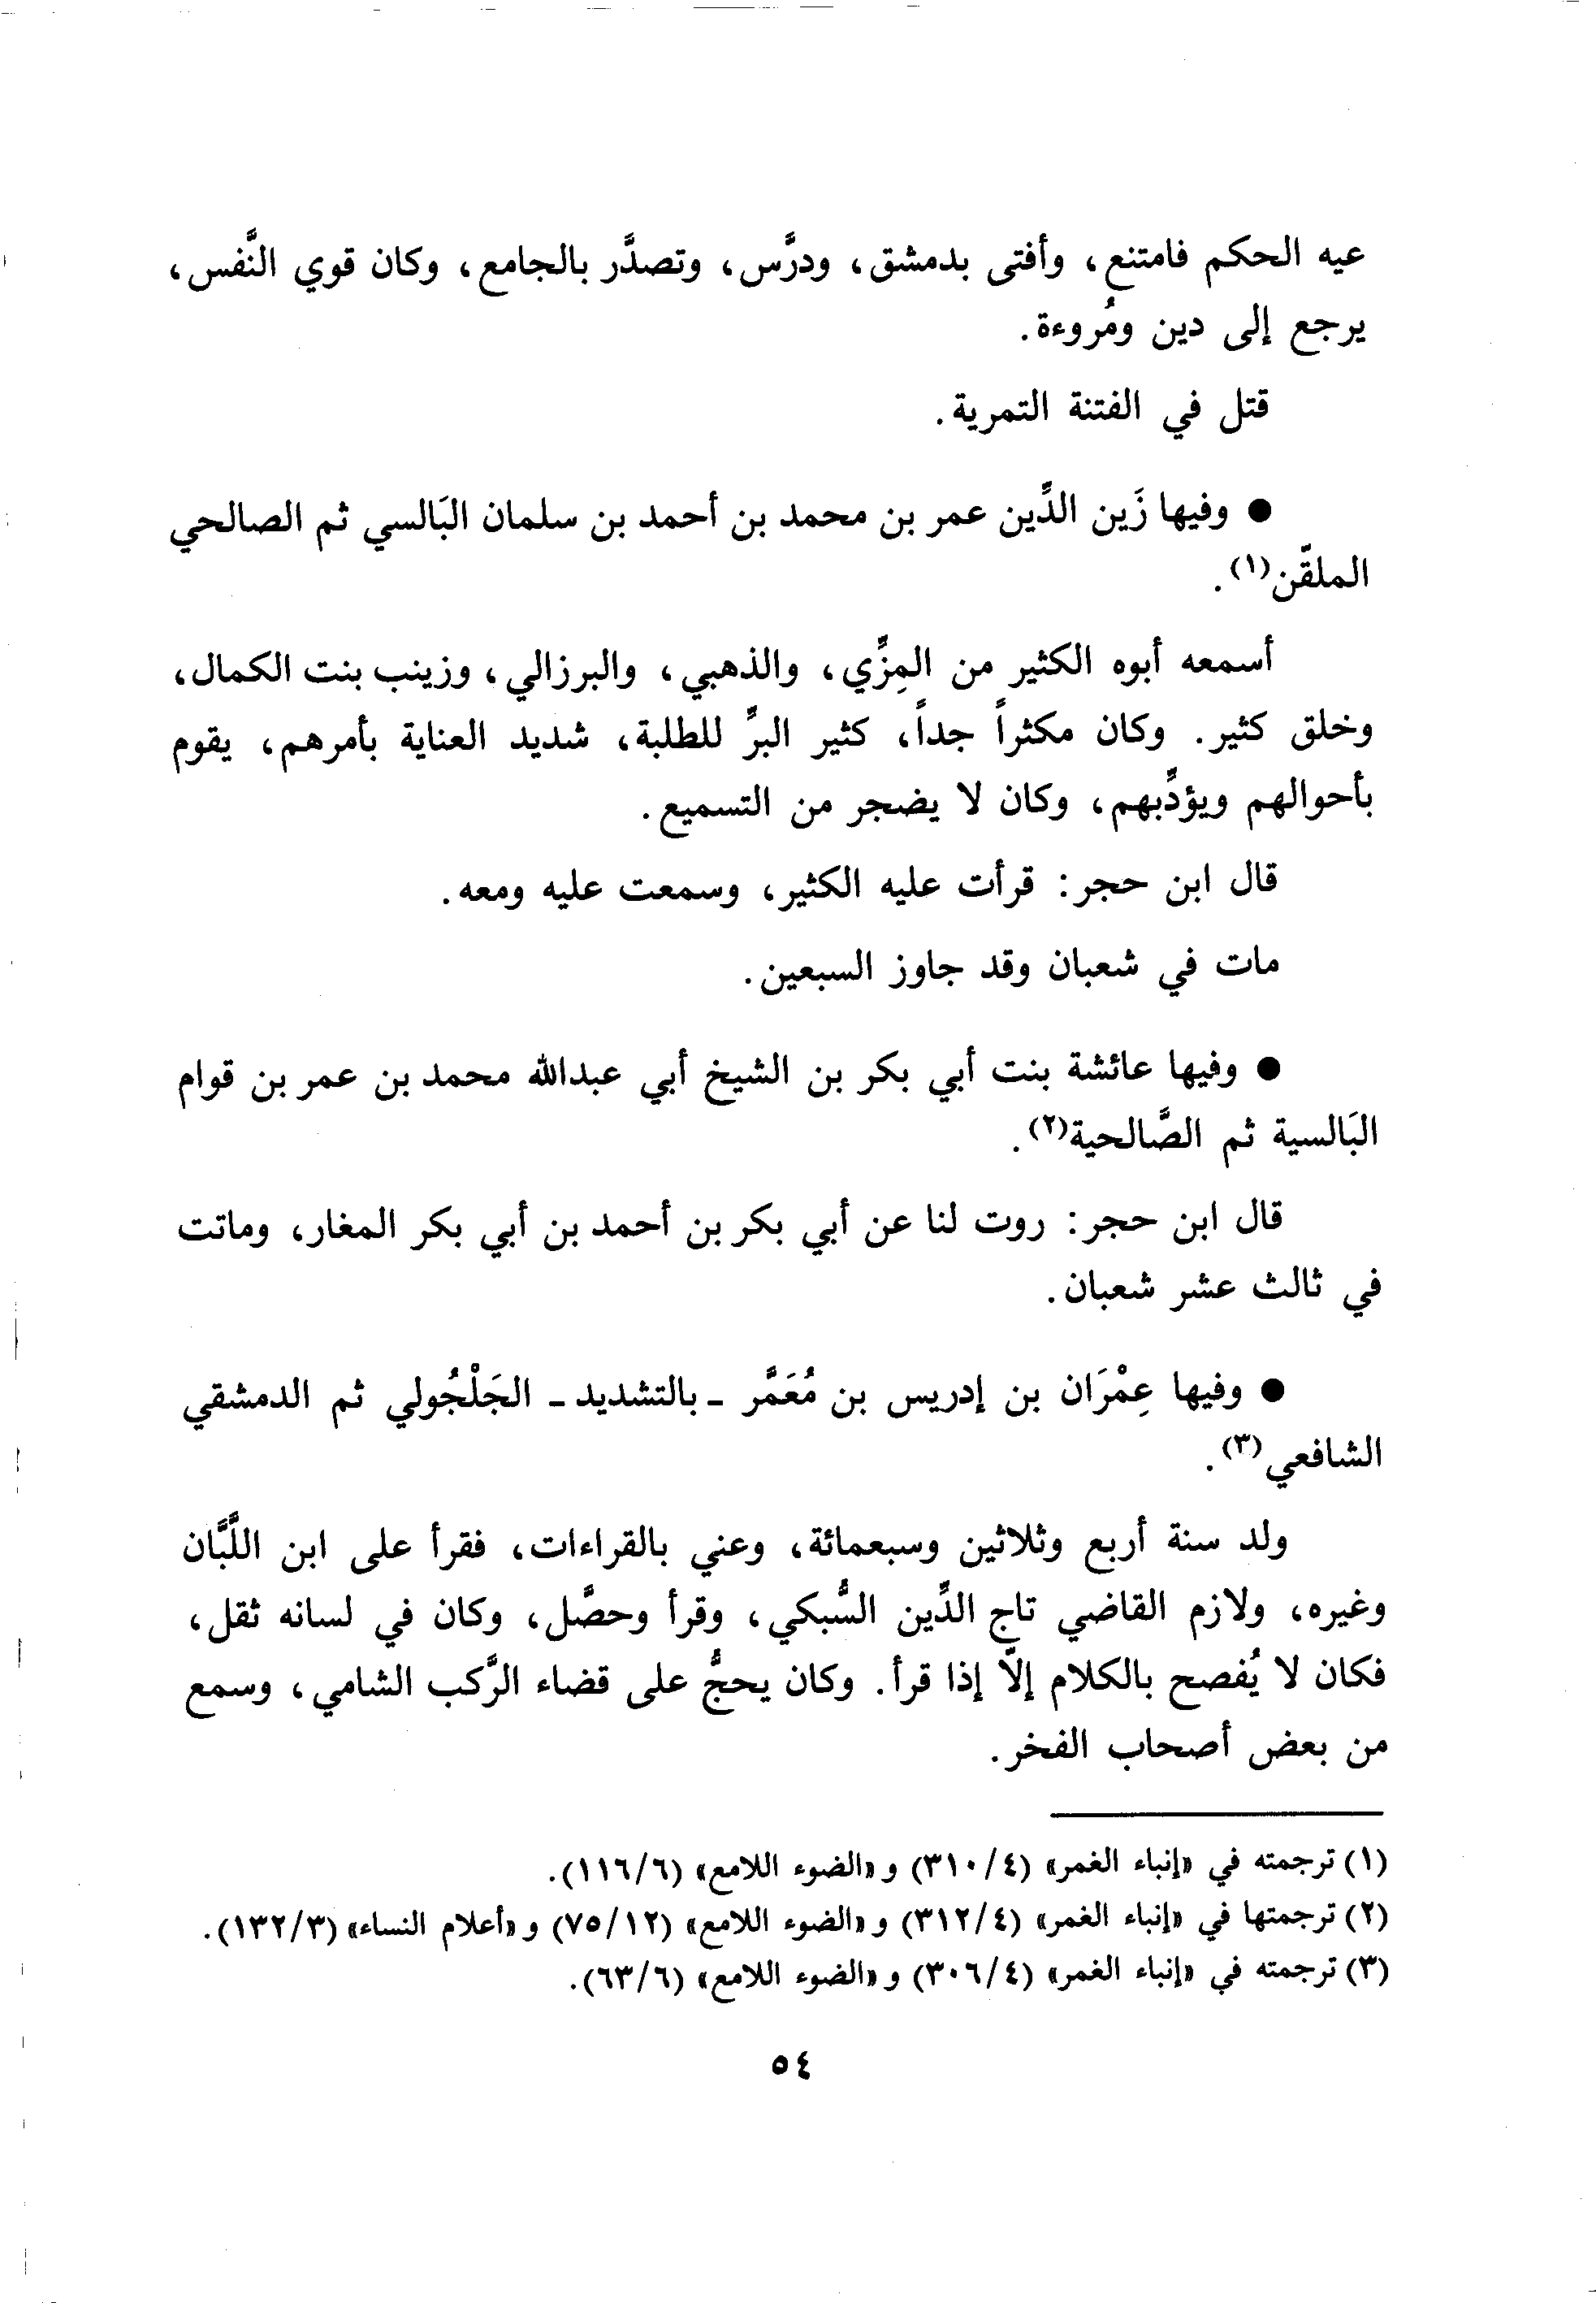 عيه الحكم فامتنع، وأفتى بدمشق، ودرَّس، وتصدَّر بالجامع، وكان قوي النَّفس،
يرجع إلى دين ومُروءة.
قتل في الفتنة التمرية.
● وفيها زَين الدِّين عمر بن محمد بن أحمد بن سلمان البَالسي ثم الصالحي
الملقّن(١).
أسمعه أبوه الكثير من المِزِّي، والذهبي، والبرزالي، وزينب بنت الكمال،
وخلق كثير. وكان مكثراً جداً، كثير البرِّ للطلبة، شديد العناية بأمرهم، يقوم
بأحوالهم ويؤدِّبهم، وكان لا يضجر من التسميع.
قال ابن حجر: قرأت عليه الكثير، وسمعت عليه ومعه.
مات في شعبان وقد جاوز السبعين.
● وفيها عائشة بنت أبي بكر بن الشيخ أبي عبدالله محمد بن عمر بن قوام
البَالسية ثم الصَّالحية(٢).
قال ابن حجر: روت لنا عن أبي بكر بن أحمد بن أبي بكر المغار، وماتت
في ثالث عشر شعبان.
● وفيها عِمْرَان بن إدريس بن مُعَمَّر ـ بالتشديد ـ الجَلْجُولي ثم الدمشقي
الشافعي(٣).
ولد سنة أربع وثلاثين وسبعمائة، وعني بالقراءات، فقرأ على ابن اللَّبَّان
وغيره، ولازم القاضي تاج الدِّين السُّبكي، وقرأ وحصَّل، وكان في لسانه ثقل،
فكان لا يُفصح بالكلام إلَّا إذا قرأ. وكان يحجُّ على قضاء الرَّكب الشامي، وسمع
من بعض أصحاب الفخر.
(١) ترجمته في «إنباء الغمر» (٣١٠/٤) و «الضوء اللامع» (١١٦/٦).
(٢) ترجمتها في «إنباء الغمر» (٣١٢/٤) و «الضوء اللامع» (٧٥/١٢) و «أعلام النساء» (١٣٢/٣).
(٣) ترجمته في «إنباء الغمر» (٣٠٦/٤) و «الضوء اللامع» (٦٣/٦).
٥٤